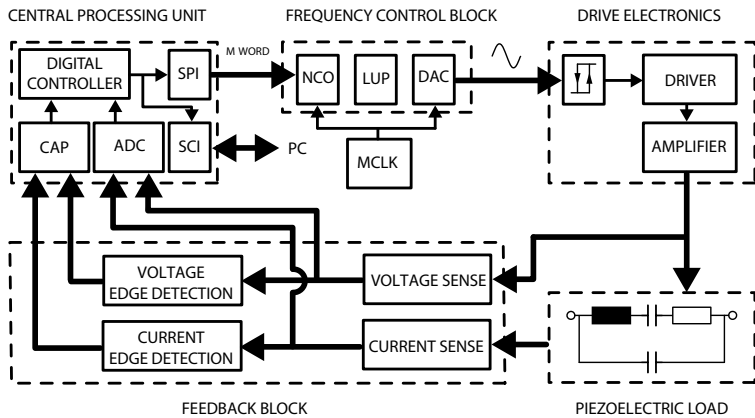 CENTRAL PROCESSING UNIT
FREQUENCY CONTROL BLOCK
DRIVE ELECTRONICS
DIGITAL
CONTROLLER
SPI
M WORD
NCO
LUP
DAC
DRIVER
CAP
ADC
SCI
PC
MCLK
AMPLIFIER
VOLTAGE
EDGE DETECTION
VOLTAGE SENSE
CURRENT
EDGE DETECTION
CURRENT SENSE
FEEDBACK BLOCK
PIEZOELECTRIC LOAD